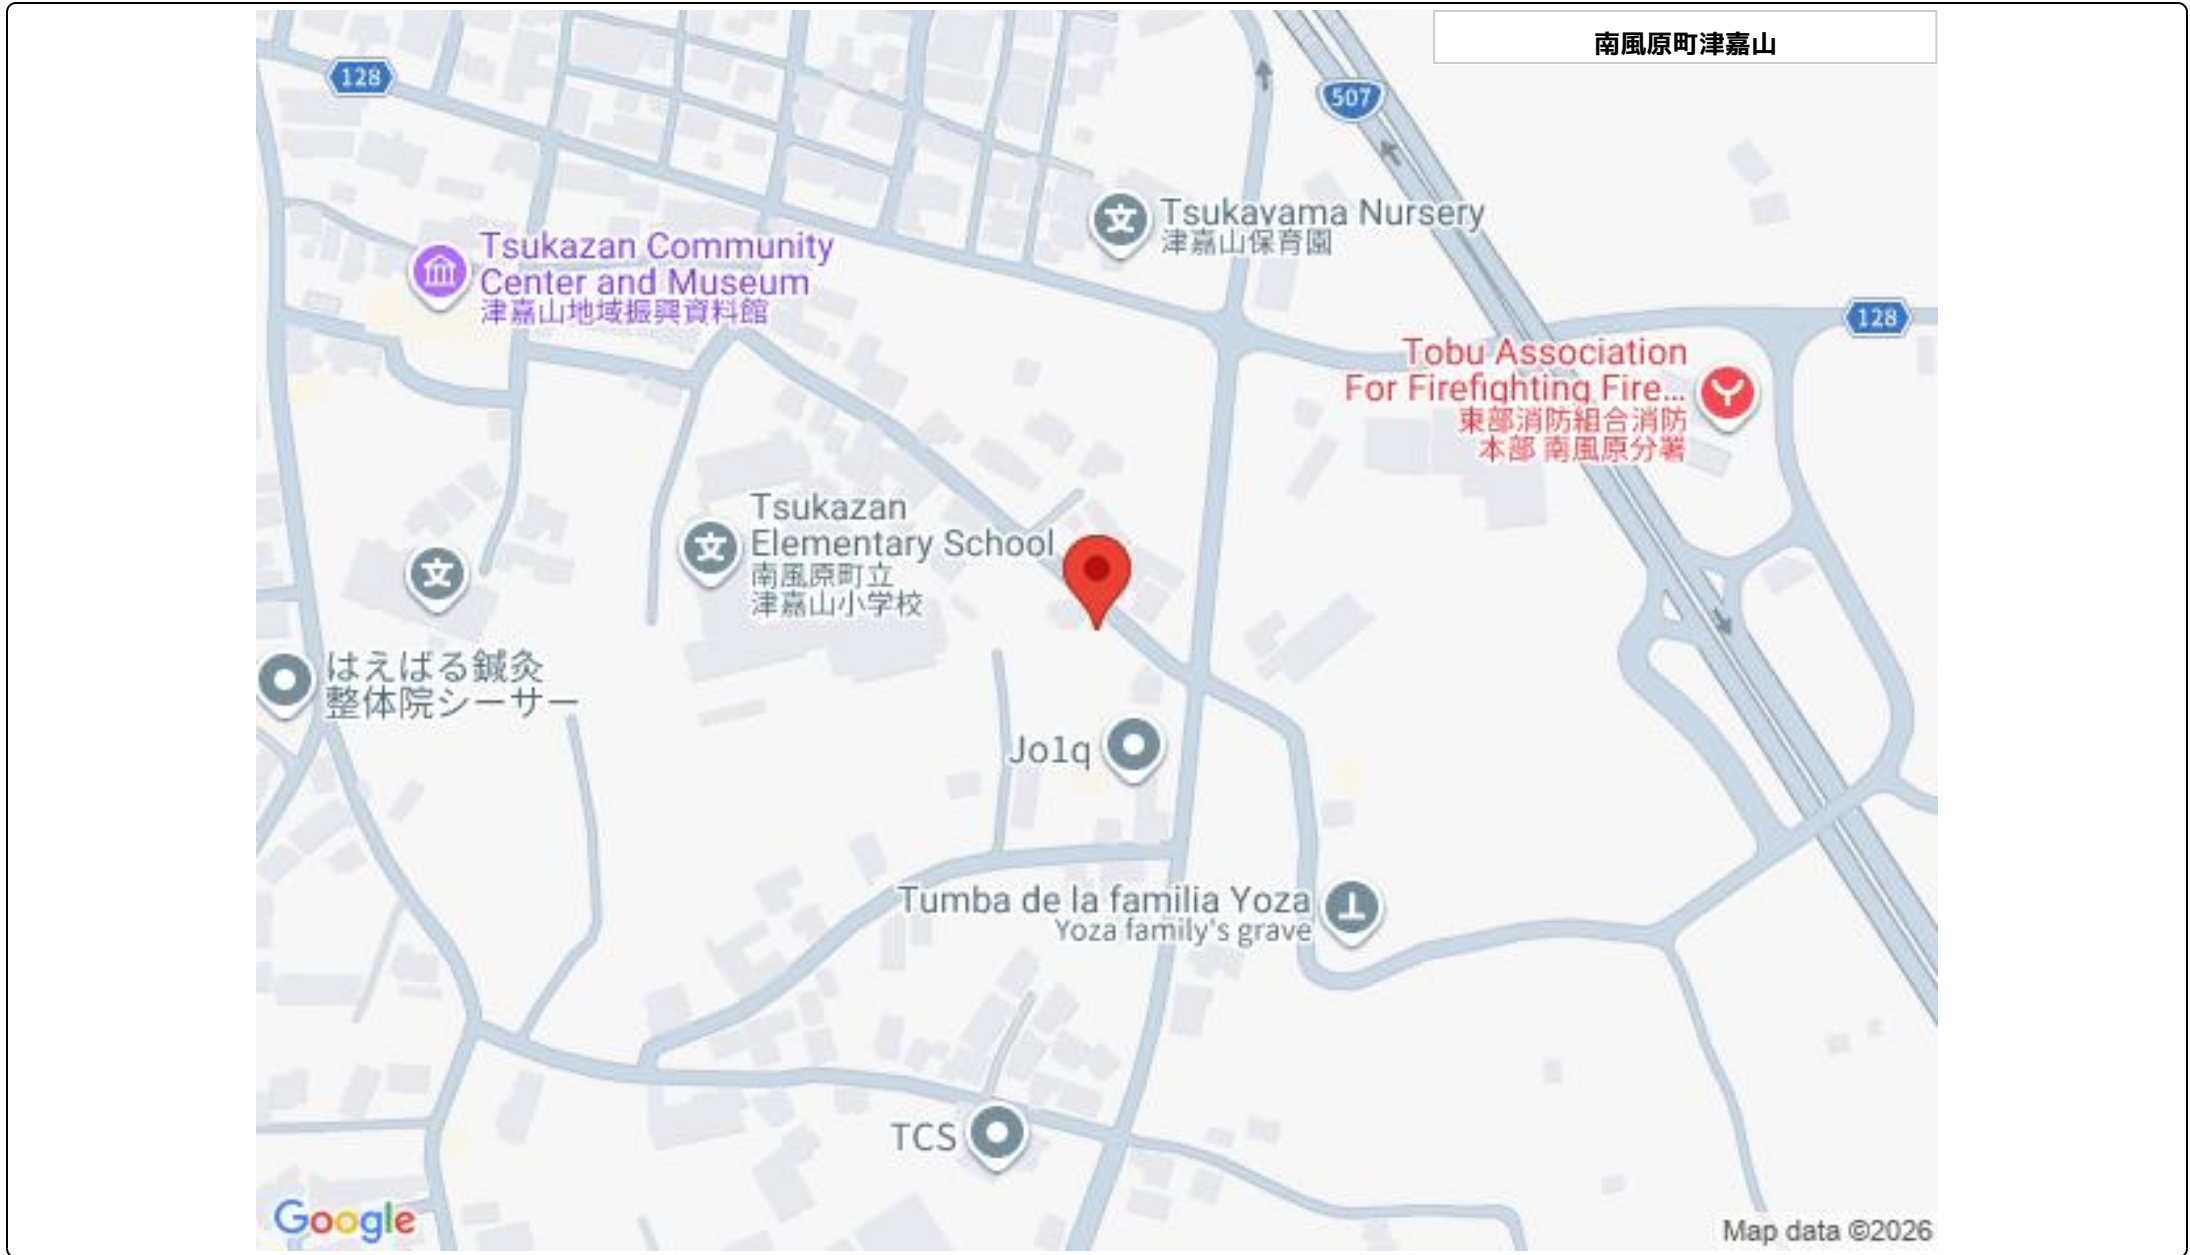 南風原町津嘉山
128
507
Tsukayama Nursery
津嘉山保育園
Tsukazan Community
Center and Museum
津嘉山地域振興資料館
128
Tobu Association
For Firefighting Fire...
東部消防組合消防
本部 南風原分署
Tsukazan
Elementary School
南風原町立
津嘉山小学校
文
文
文
はえばる鍼灸
整体院シーサー
Jo1q
Tumba de la familia Yoza
Yoza family's grave
TCS
Google
Map data ©2026